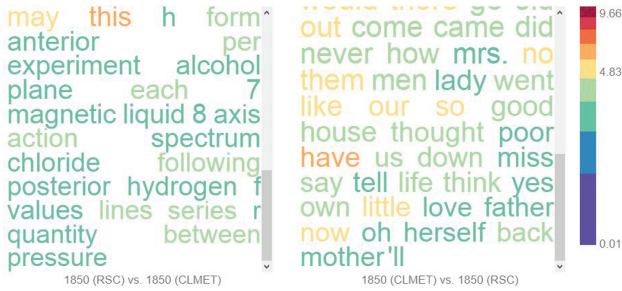 may this h form
anterior per
experiment alcohol
plane each 7
magnetic liquid 8 axis
action spectrum
chloride following
posterior hydrogen f
values lines series r
quantity between
pressure
1850 (RSC) vs. 1850 (CLMET)
would there go old
out come came did
never how mrs. no
them men lady went
like our so good
house thought poor
have us down miss
say tell life think yes
own little love father
now oh herself back
mother 'll
1850 (CLMET) vs. 1850 (RSC)
9.66
4.83
0.01